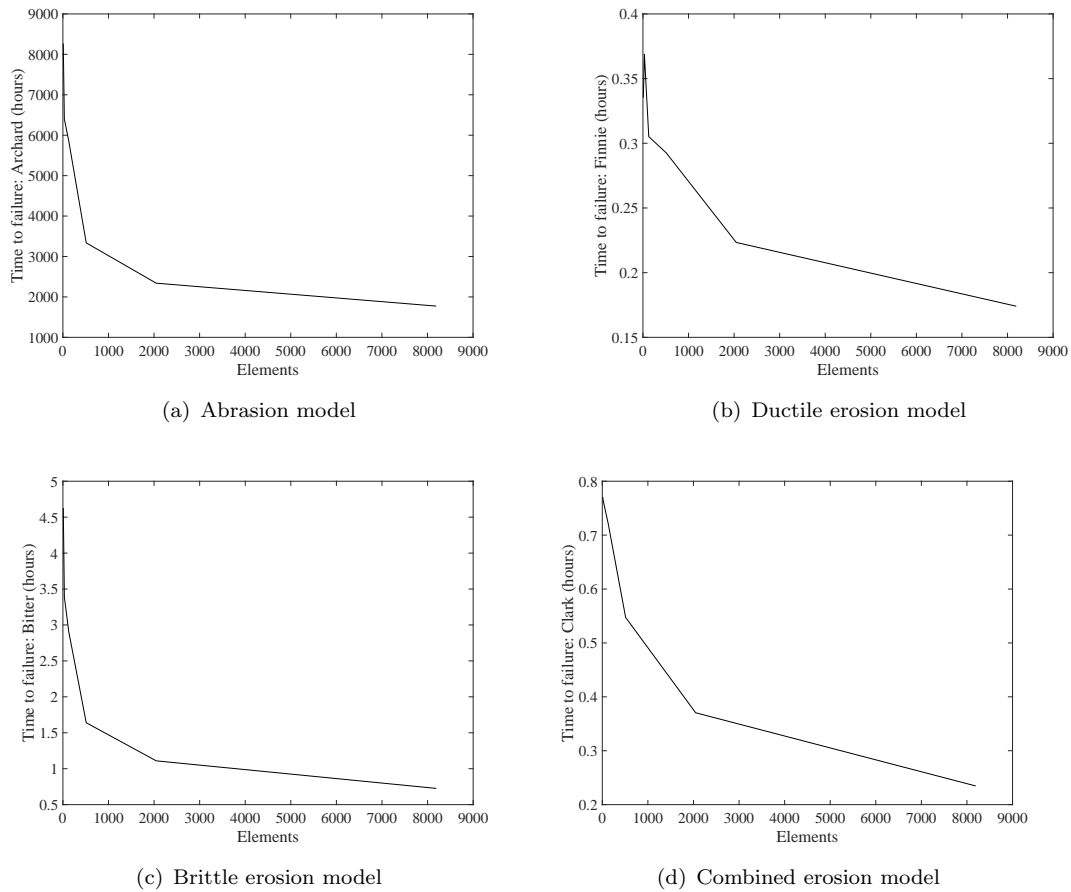 9000
8000
7000
6000
5000
4000
3000
2000
1000
Time to failure: Archard (hours)
0 1000 2000 3000 4000 5000 6000 7000 8000 9000
Elements
(a) Abrasion model
0.4
0.35
0.3
0.25
0.2
0.15
Time to failure: Finnie (hours)
0 1000 2000 3000 4000 5000 6000 7000 8000 9000
Elements
(b) Ductile erosion model
5
4.5
4
3.5
3
2.5
2
1.5
1
0.5
Time to failure: Bitter (hours)
0 1000 2000 3000 4000 5000 6000 7000 8000 9000
Elements
(c) Brittle erosion model
0.8
0.7
0.6
0.5
0.4
0.3
0.2
Time to failure: Clark (hours)
0 1000 2000 3000 4000 5000 6000 7000 8000 9000
Elements
(d) Combined erosion model